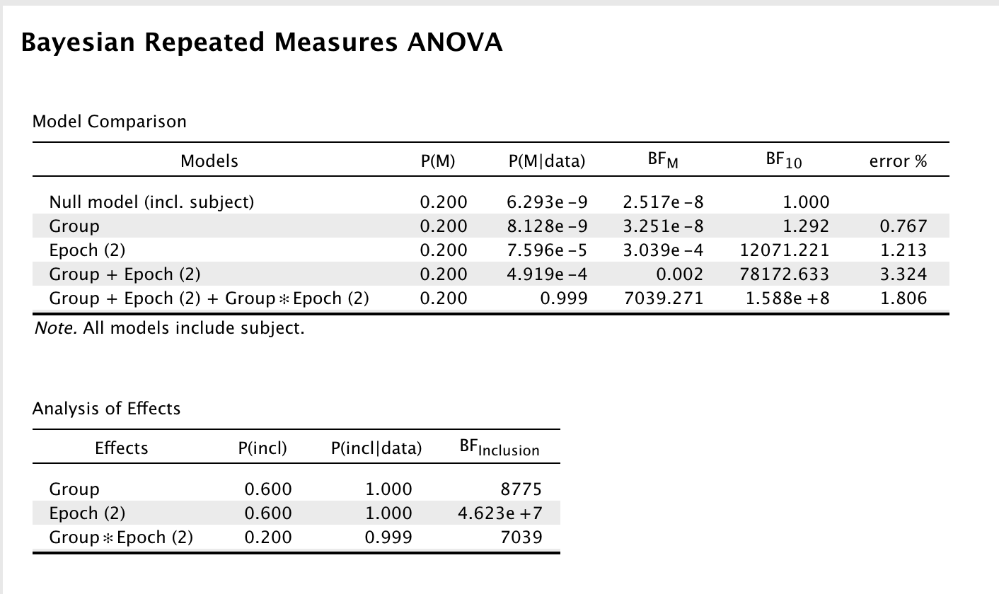 Bayesian Repeated Measures ANOVA
Model Comparison
Models P(M) P(M|data) BFM BF10 error %
Null model (incl. subject) 0.200 6.293e −9 2.517e −8 1.000
Group 0.200 8.128e −9 3.251e −8 1.292 0.767
Epoch (2) 0.200 7.596e −5 3.039e −4 12071.221 1.213
Group + Epoch (2) 0.200 4.919e −4 0.002 78172.633 3.324
Group + Epoch (2) + Group∗Epoch (2) 0.200 0.999 7039.271 1.588e +8 1.806
Note. All models include subject.
Analysis of Effects
Effects P(incl) P(incl|data) BFInclusion
Group 0.600 1.000 8775
Epoch (2) 0.600 1.000 4.623e +7
Group∗Epoch (2) 0.200 0.999 7039